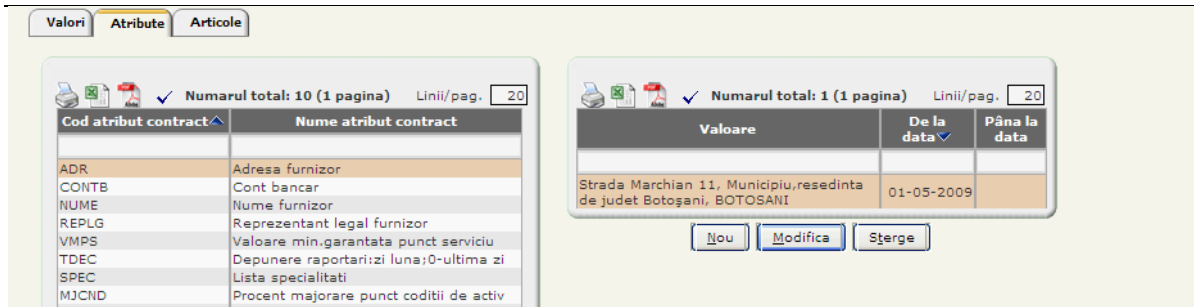 Valori Atribute Articole
Numarul total: 10 (1 pagina) Linii/pag. 20
Cod atribut contract Nume atribut contract
ADR Adresa furnizor
CONTB Cont bancar
NUME Nume furnizor
REPLG Reprezentant legal furnizor
VMPS Valoare min.garantata punct serviciu
TDEC Depunere raportari:zi luna;0-ultima zi
SPEC Lista specialitati
MJCND Procent majorare punct coditii de activ
Numarul total: 1 (1 pagina) Linii/pag. 20
Valoare De la data Pâna la data
Strada Marchian 11, Municipiu,resedinta
de judet Botoşani, BOTOSANI 01-05-2009
Nou Modifica Sterge